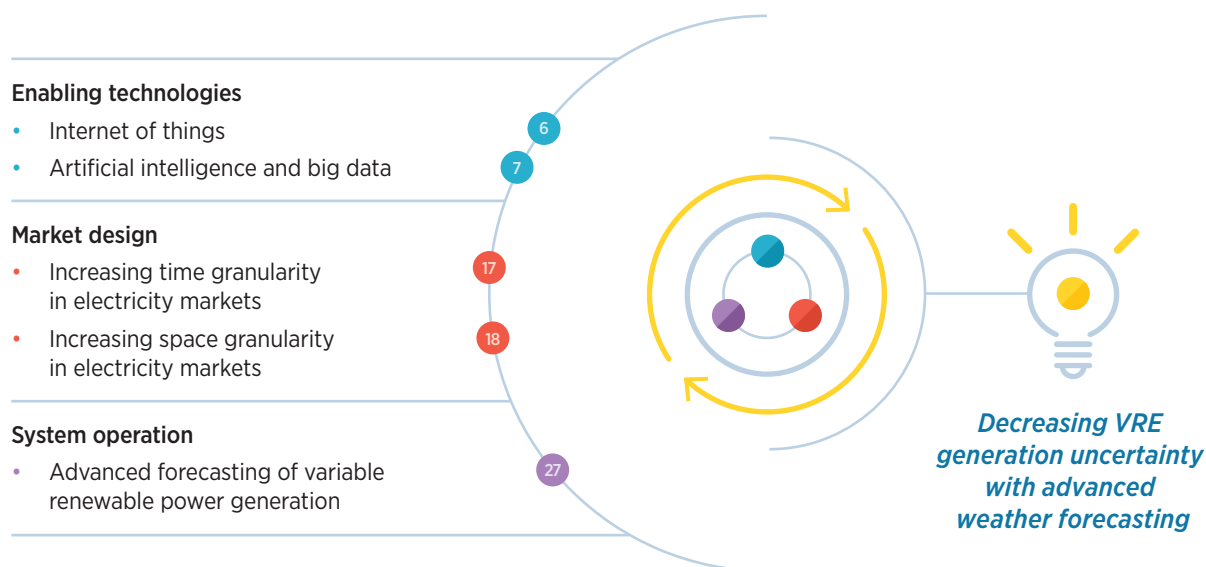 Enabling technologies
• Internet of things
• Artificial intelligence and big data
Market design
• Increasing time granularity
in electricity markets
• Increasing space granularity
in electricity markets
System operation
• Advanced forecasting of variable
renewable power generation
6
7
17
18
27
Decreasing VRE
generation uncertainty
with advanced
weather forecasting